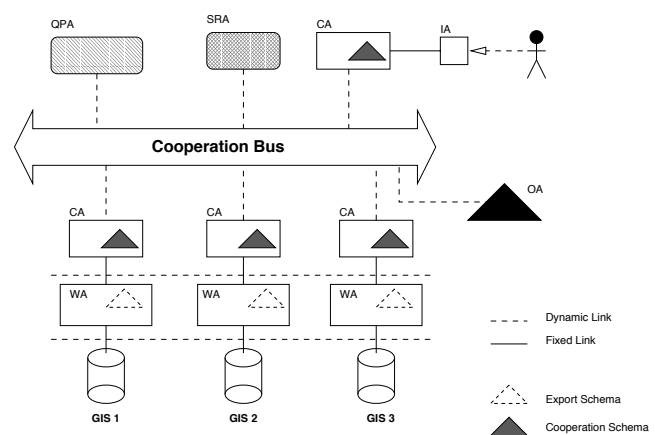 QPA
SRA
CA
IA
Cooperation Bus
OA
CA
CA
CA
WA
WA
WA
GIS 1
GIS 2
GIS 3
Dynamic Link
Fixed Link
Export Schema
Cooperation Schema